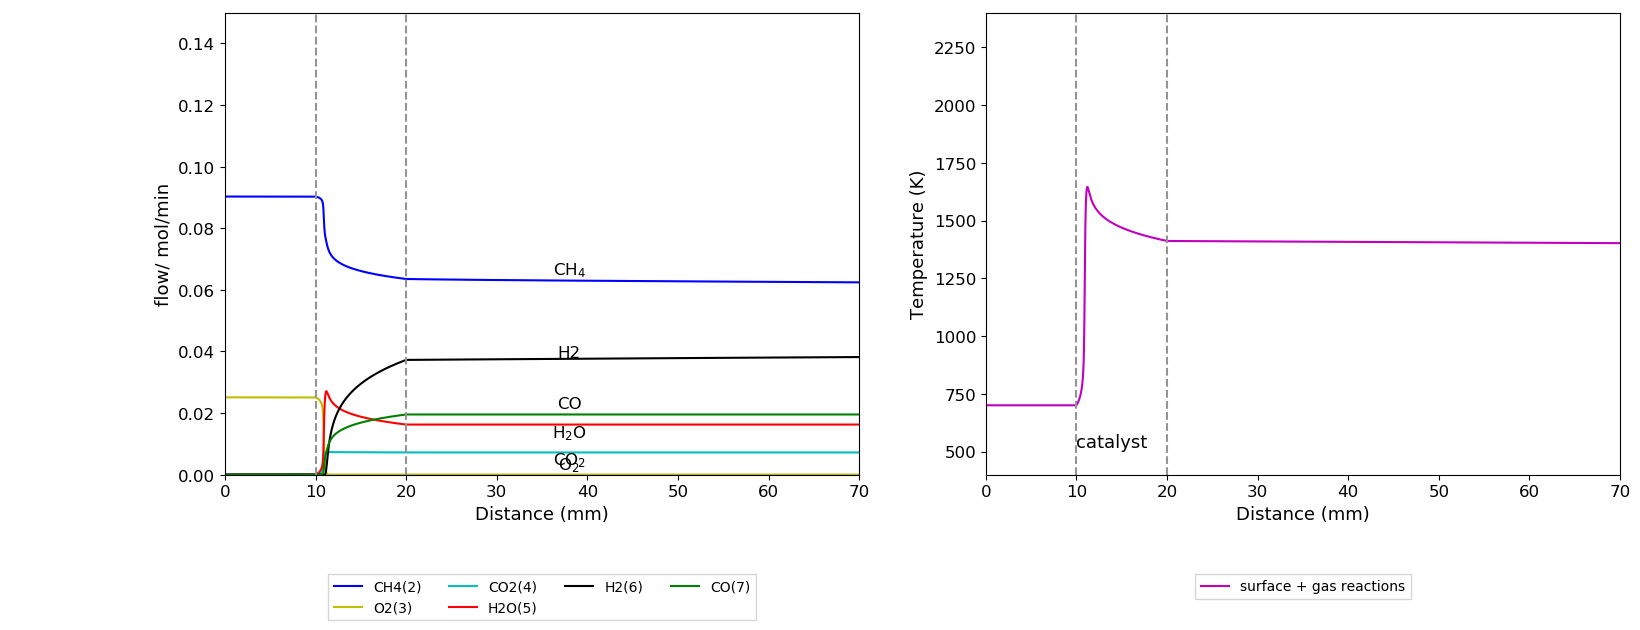 0.14
0.12
0.10
0.08
0.06
0.04
0.02
0.00
flow/ mol/min
CH₄
H2
CO
H₂O
CO₂
O₂
0 10 20 30 40 50 60 70
Distance (mm)
CH4(2) CO2(4) H2(6) CO(7)
O2(3) H2O(5)
2250
2000
1750
1500
1250
1000
750
500
Temperature (K)
catalyst
0 10 20 30 40 50 60 70
Distance (mm)
surface + gas reactions